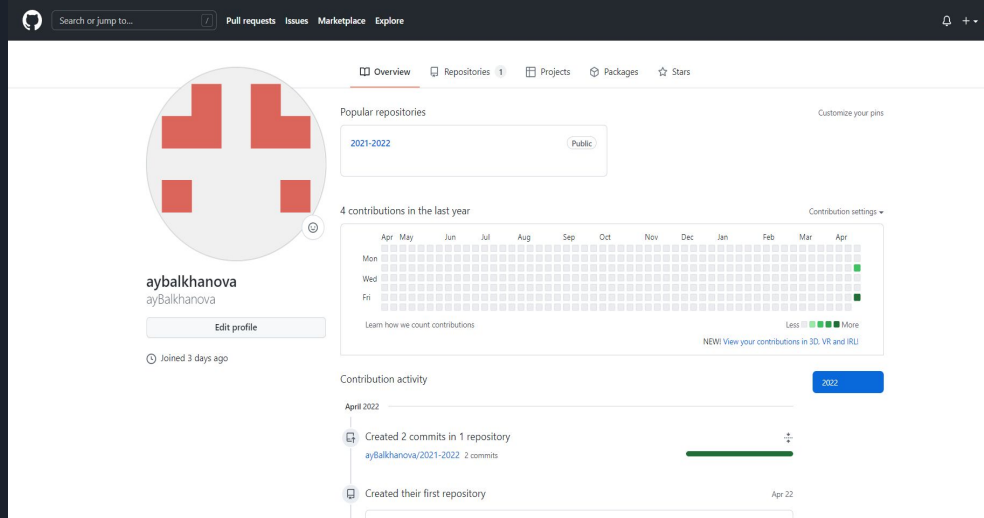 Search or jump to... /
Pull requests Issues Marketplace Explore
Overview Repositories 1 Projects Packages Stars
Popular repositories
Customize your pins
2021-2022 Public
4 contributions in the last year
Contribution settings
Apr May Jun Jul Aug Sep Oct Nov Dec Jan Feb Mar Apr
Mon
Wed
Fri
Learn how we count contributions
Less More
NEW! View your contributions in 3D, VR and IRL!
aybalkhanova
ayBalkhanova
Edit profile
Joined 3 days ago
Contribution activity
2022
April 2022
Created 2 commits in 1 repository
ayBalkhanova/2021-2022 2 commits
Created their first repository
Apr 22